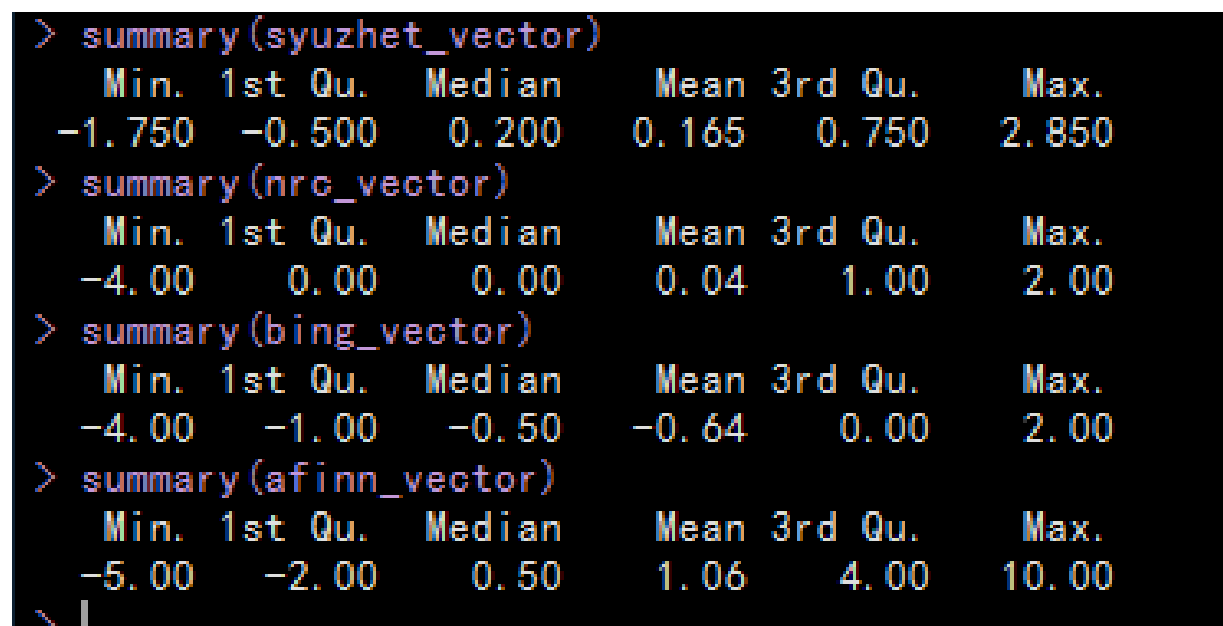 > summary(syuzhet_vector)
Min. 1st Qu. Median Mean 3rd Qu. Max.
-1.750 -0.500 0.200 0.165 0.750 2.850
> summary(nrc_vector)
Min. 1st Qu. Median Mean 3rd Qu. Max.
-4.00 0.00 0.00 0.04 1.00 2.00
> summary(bing_vector)
Min. 1st Qu. Median Mean 3rd Qu. Max.
-4.00 -1.00 -0.50 -0.64 0.00 2.00
> summary(afinn_vector)
Min. 1st Qu. Median Mean 3rd Qu. Max.
-5.00 -2.00 0.50 1.06 4.00 10.00
>